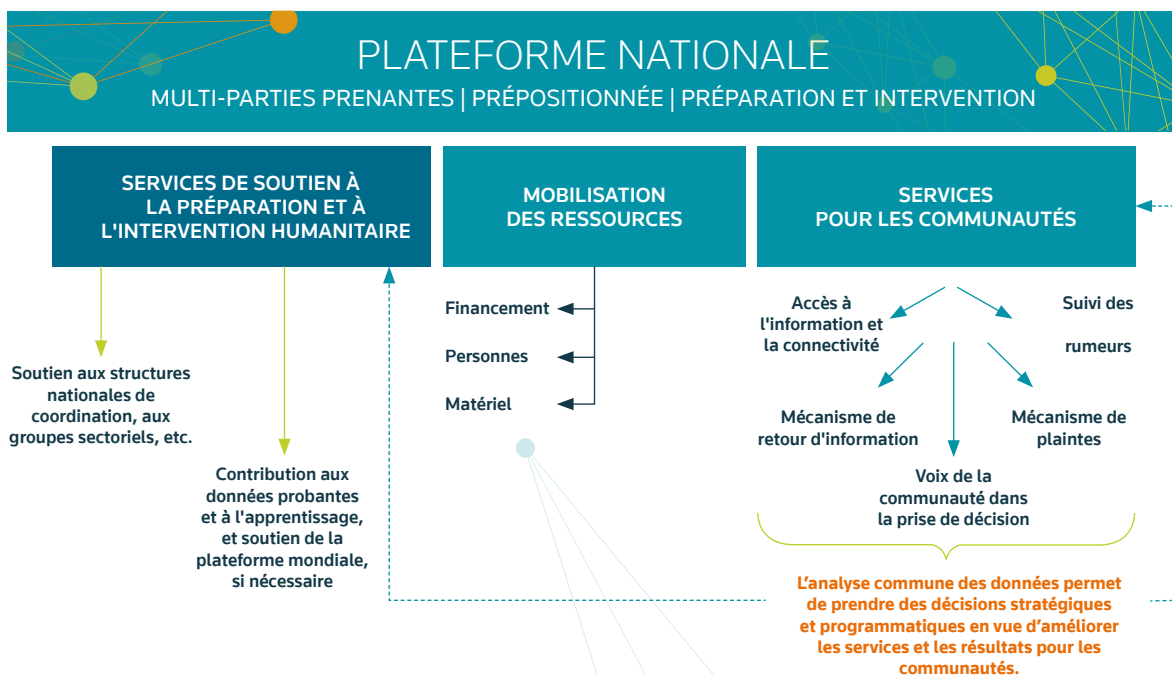 PLATEFORME NATIONALE
MULTI-PARTIES PRENANTES | PRÉPOSITIONNÉE | PRÉPARATION ET INTERVENTION
SERVICES DE SOUTIEN À
LA PRÉPARATION ET À
L'INTERVENTION HUMANITAIRE
Soutien aux structures
nationales de
coordination, aux
groupes sectoriels, etc.
Contribution aux
données probantes
et à l'apprentissage,
et soutien de la
plateforme mondiale,
si nécessaire
MOBILISATION
DES RESSOURCES
Financement
Personnes
Matériel
SERVICES
POUR LES COMMUNAUTÉS
Accès à
l'information et
la connectivité
Suivi des
rumeurs
Mécanisme de
retour d'information
Mécanisme de
plaintes
Voix de la
communauté dans
la prise de décision
L’analyse commune des données permet
de prendre des décisions stratégiques
et programmatiques en vue d’améliorer
les services et les résultats pour les
communautés.